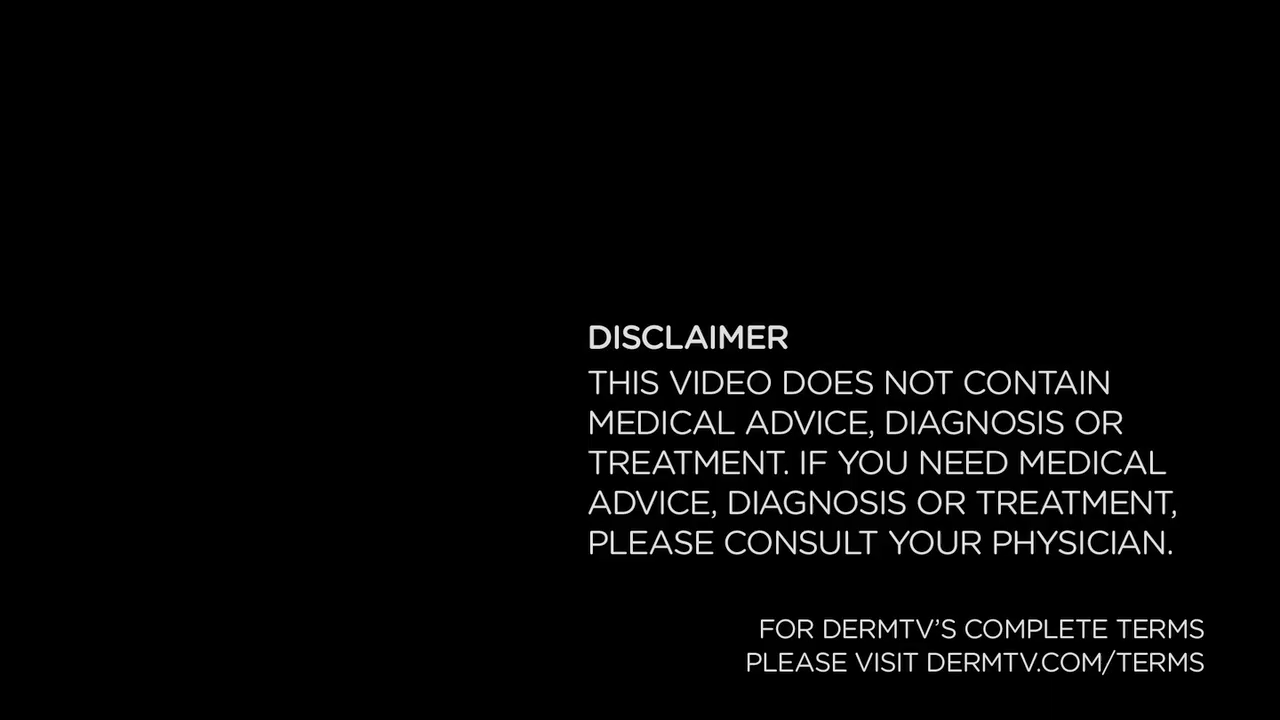 DISCLAIMER
THIS VIDEO DOES NOT CONTAIN
MEDICAL ADVICE, DIAGNOSIS OR
TREATMENT. IF YOU NEED MEDICAL
ADVICE, DIAGNOSIS OR TREATMENT,
PLEASE CONSULT YOUR PHYSICIAN.
FOR DERMTV’S COMPLETE TERMS
PLEASE VISIT DERMTV.COM/TERMS